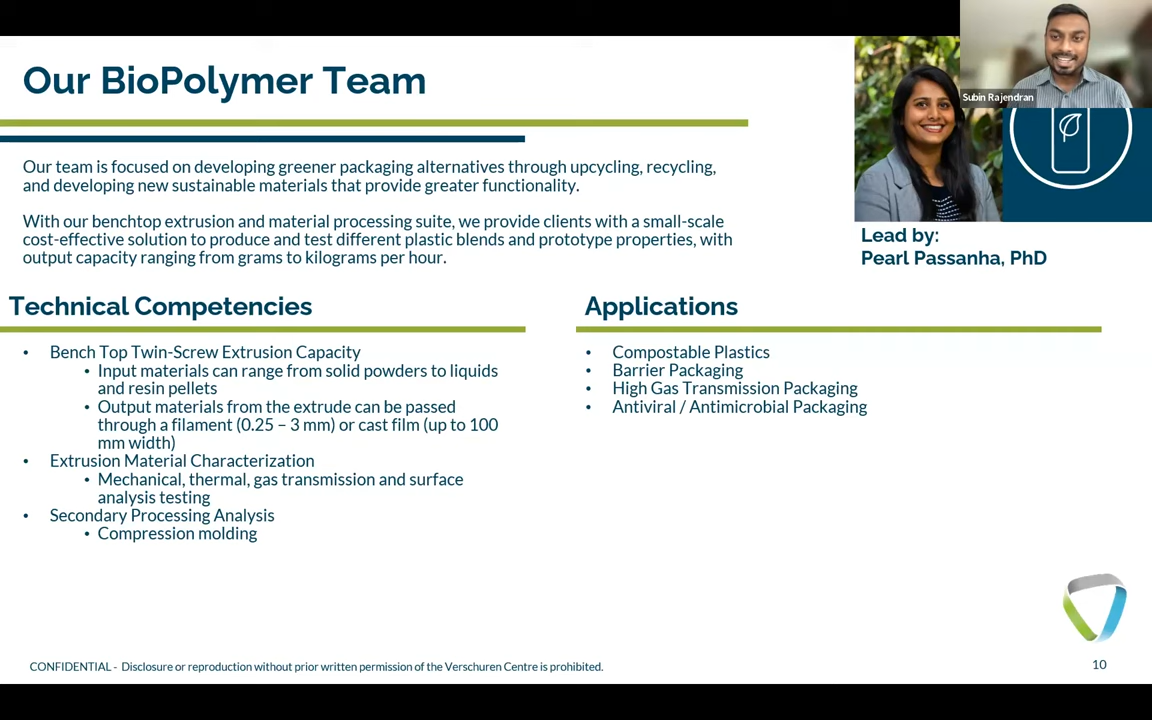 Our BioPolymer Team
Subin Rajendran
Our team is focused on developing greener packaging alternatives through upcycling, recycling,
and developing new sustainable materials that provide greater functionality.
With our benchtop extrusion and material processing suite, we provide clients with a small-scale
cost-effective solution to produce and test different plastic blends and prototype properties, with
output capacity ranging from grams to kilograms per hour.
Lead by:
Pearl Passanha, PhD
Technical Competencies
• Bench Top Twin-Screw Extrusion Capacity
• Input materials can range from solid powders to liquids
and resin pellets
• Output materials from the extrude can be passed
through a filament (0.25 – 3 mm) or cast film (up to 100
mm width)
• Extrusion Material Characterization
• Mechanical, thermal, gas transmission and surface
analysis testing
• Secondary Processing Analysis
• Compression molding
Applications
• Compostable Plastics
• Barrier Packaging
• High Gas Transmission Packaging
• Antiviral / Antimicrobial Packaging
CONFIDENTIAL - Disclosure or reproduction without prior written permission of the Verschuren Centre is prohibited.
10